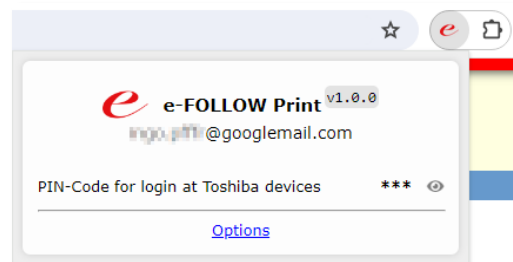 e-FOLLOW Print v1.0.0
@googlemail.com
PIN-Code for login at Toshiba devices ***
Options